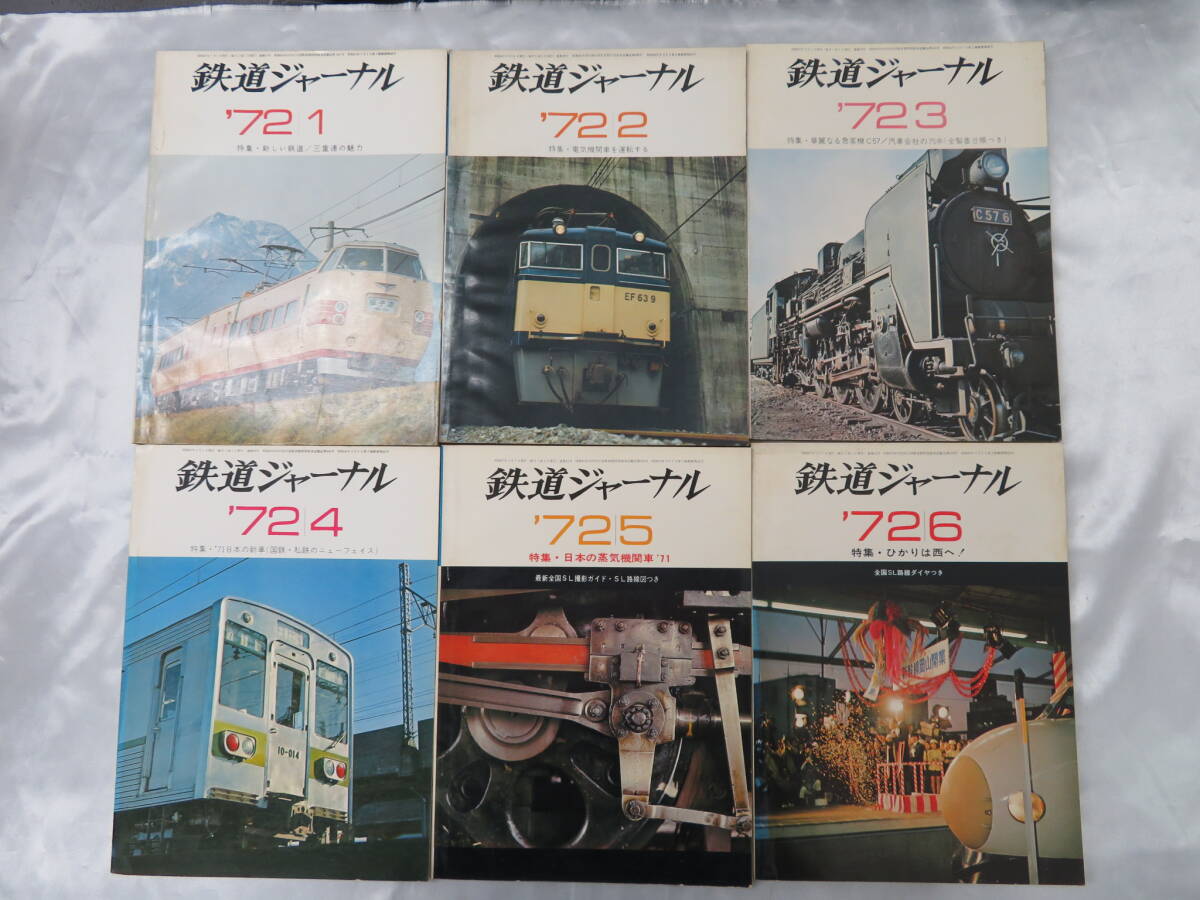 鉄道ジャーナル
'72|1
特集・新しい鉄道／三重連の魅力
鉄道ジャーナル
'72|2
特集・電気機関車を運転する
EF639
鉄道ジャーナル
'72|3
特集・華麗なる急客機C57／汽車会社の汽車（全製番台帳つき）
C576
鉄道ジャーナル
'72|4
特集・'71日本の新車（国鉄・私鉄のニューフェイス）
10-014
鉄道ジャーナル
'72|5
特集・日本の蒸気機関車'71
最新全国SL撮影ガイド・SL路線図つき
鉄道ジャーナル
'72|6
特集・ひかりは西へ！
全国SL路線ダイヤつき
岡山開業